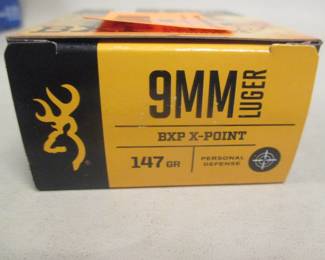 9MM LUGER
BXP X-POINT
147 GR
PERSONAL
DEFENSE